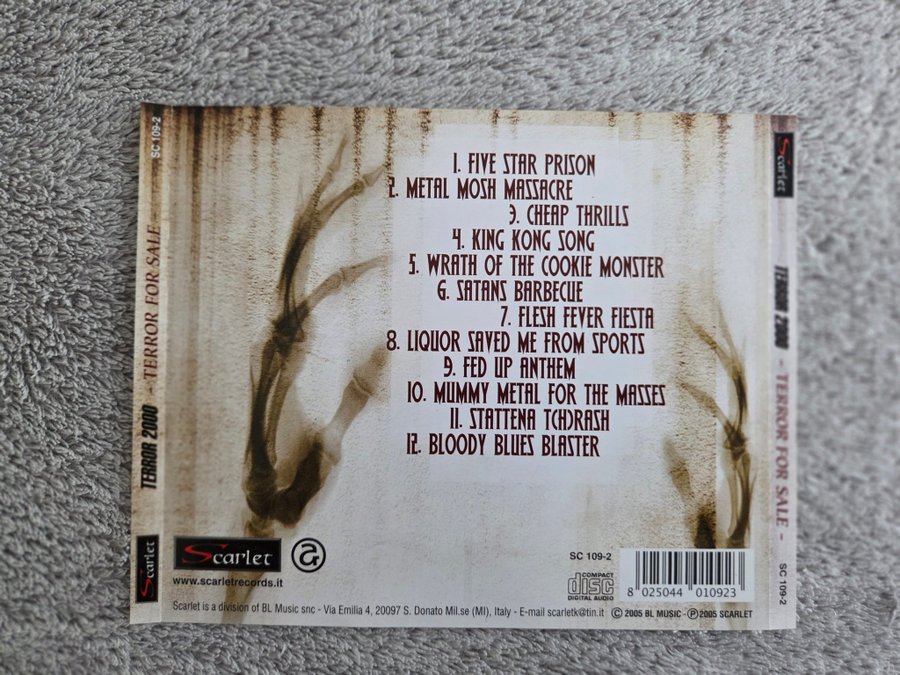 SC 109-2
TERROR 2000 - TERROR FOR SALE -
Scarlet
1. FIVE STAR PRISON
2. METAL MOSH MASSACRE
3. CHEAP THRILLS
4. KING KONG SONG
5. WRATH OF THE COOKIE MONSTER
6. SATANS BARBECUE
7. FLESH FEVER FIESTA
8. LIQUOR SAVED ME FROM SPORTS
9. FED UP ANTHEM
10. MUMMY METAL FOR THE MASSES
11. STATTENA T(H)RASH
12. BLOODY BLUES BLASTER
Scarlet
www.scarletrecords.it
SC 109-2
COMPACT
disc
DIGITAL AUDIO
8 025044 010923
Scarlet is a division of BL Music snc - Via Emilia 4, 20097 S. Donato Mil.se (MI), Italy - E-mail scarletk@tin.it © 2005 BL MUSIC - ℗ 2005 SCARLET
Scarlet
TERROR 2000 - TERROR FOR SALE -
SC 109-2